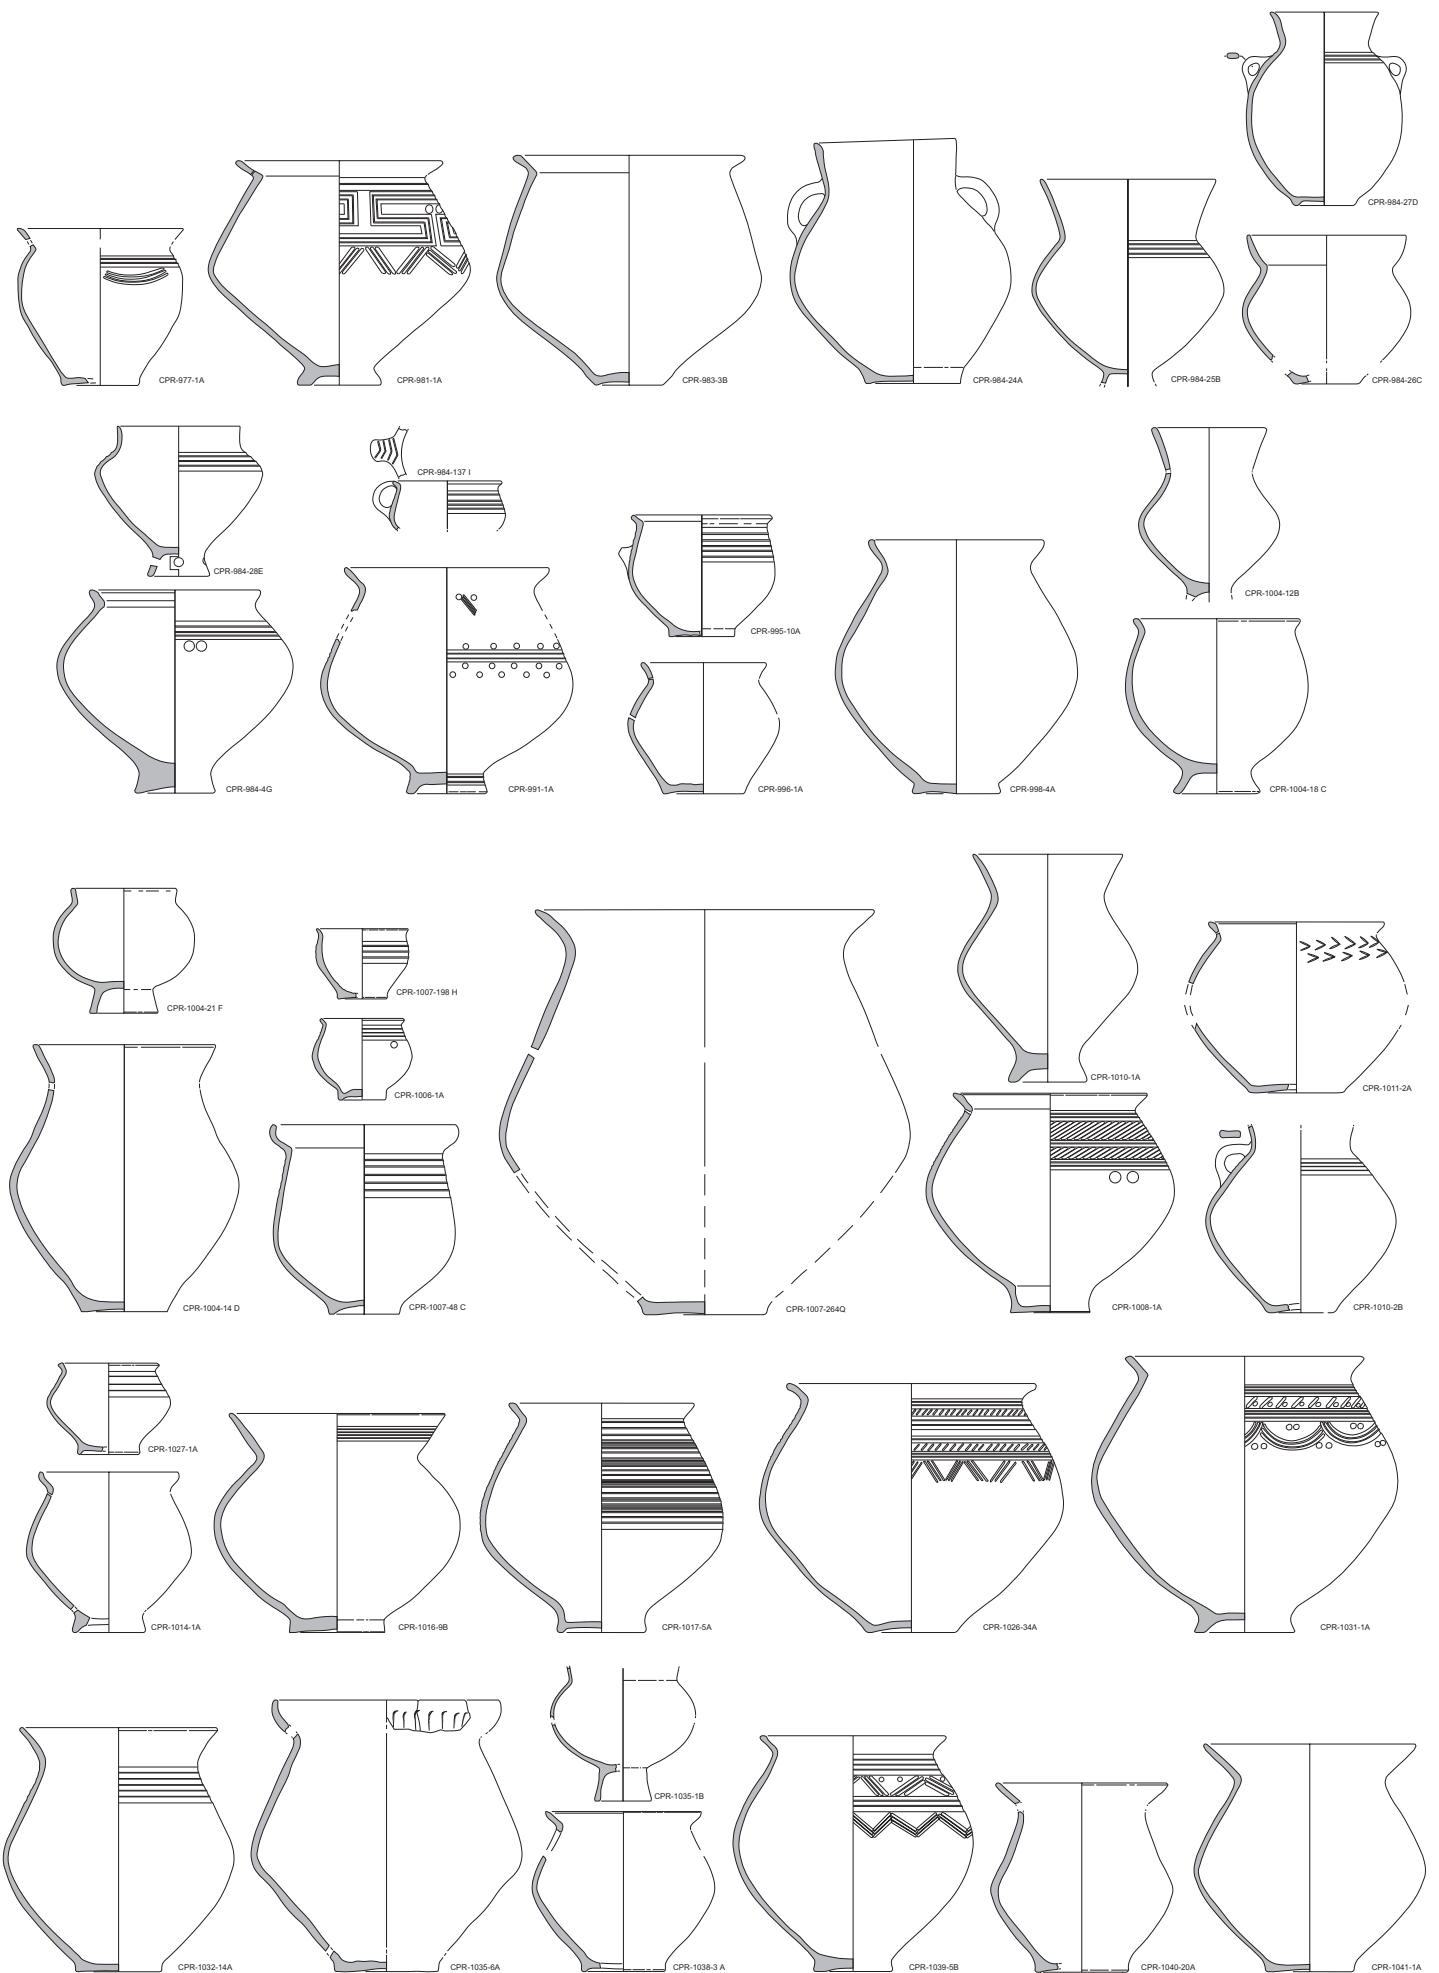 CPR-984-27D
CPR-977-1A
CPR-981-1A
CPR-983-3B
CPR-984-24A
CPR-984-25B
CPR-984-26C
CPR-984-137 I
CPR-984-28E
CPR-995-10A
CPR-1004-12B
CPR-984-4G
CPR-991-1A
CPR-996-1A
CPR-998-4A
CPR-1004-18 C
CPR-1004-21 F
CPR-1007-198 H
CPR-1006-1A
CPR-1010-1A
CPR-1011-2A
CPR-1004-14 D
CPR-1007-48 C
CPR-1007-264Q
CPR-1008-1A
CPR-1010-2B
CPR-1027-1A
CPR-1014-1A
CPR-1016-9B
CPR-1017-5A
CPR-1026-34A
CPR-1031-1A
CPR-1035-1B
CPR-1032-14A
CPR-1035-6A
CPR-1038-3 A
CPR-1039-5B
CPR-1040-20A
CPR-1041-1A